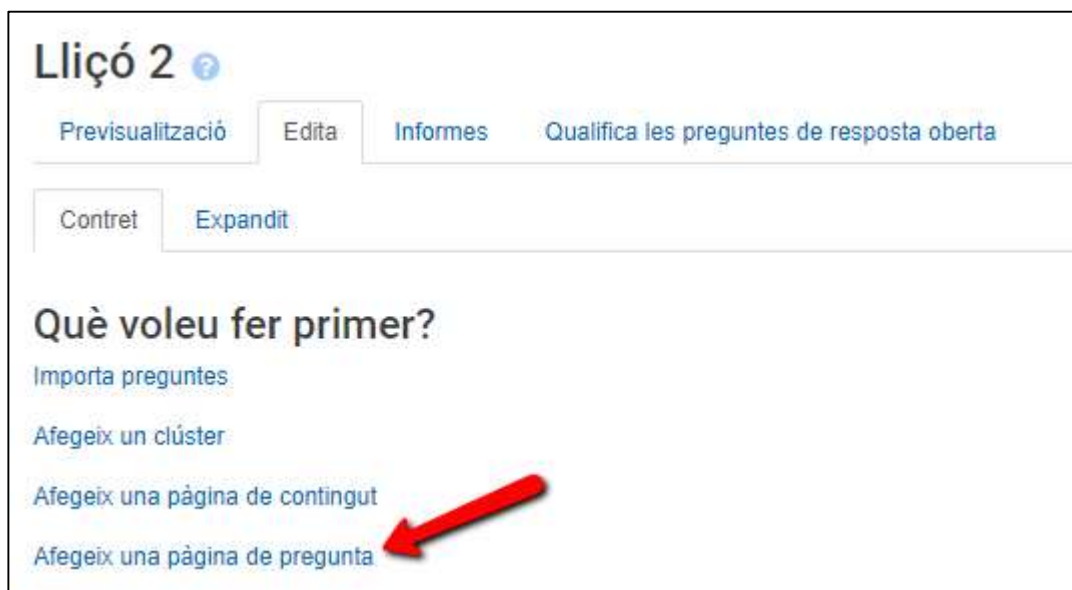 Lliçó 2
Previsualització Edita Informes Qualifica les preguntes de resposta oberta
Contret Expandit
Què voleu fer primer?
Importa preguntes
Afegeix un clúster
Afegeix una pàgina de contingut
Afegeix una pàgina de pregunta